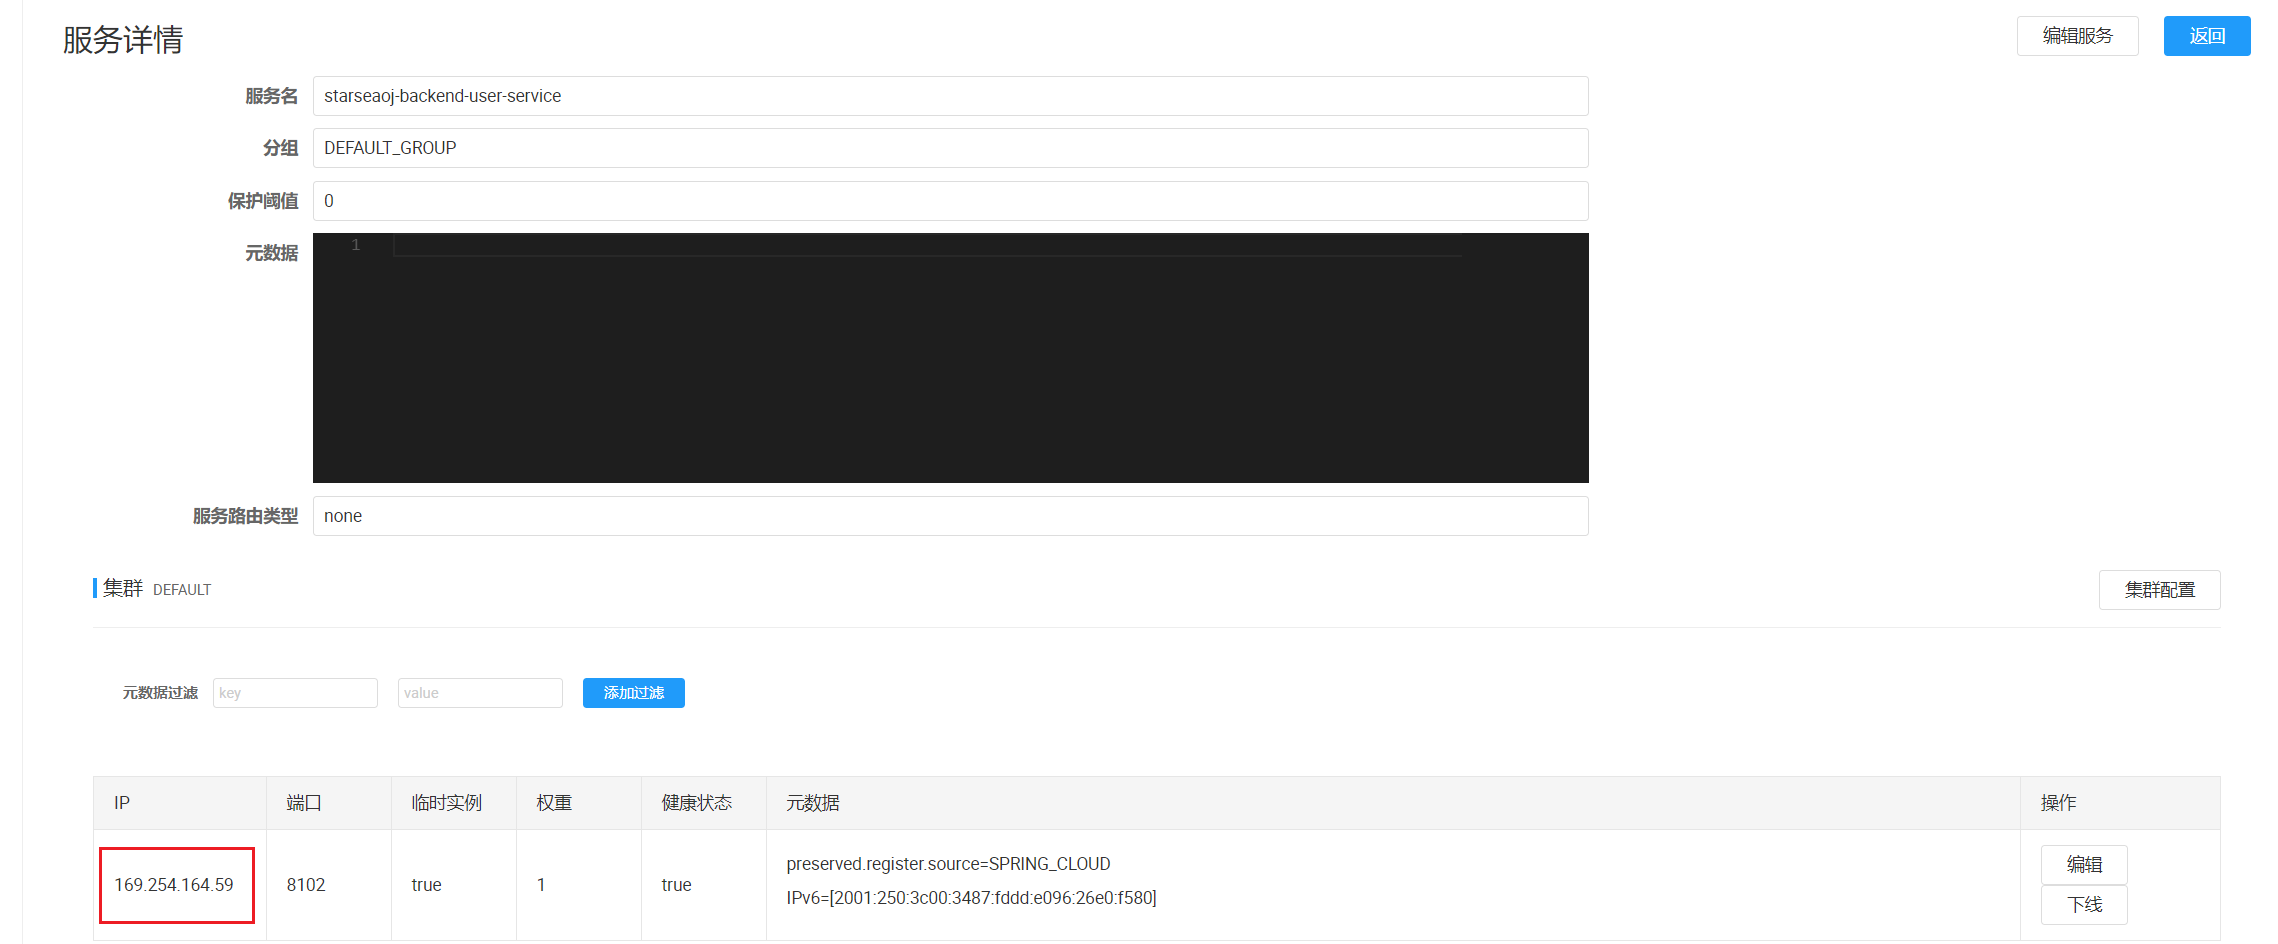 服务详情
编辑服务
返回
服务名 starseaoj-backend-user-service
分组 DEFAULT_GROUP
保护阈值 0
元数据 1
服务路由类型 none
集群 DEFAULT
集群配置
元数据过滤 key value 添加过滤
IP 端口 临时实例 权重 健康状态 元数据 操作
169.254.164.59 8102 true 1 true
preserved.register.source=SPRING_CLOUD
IPv6=[2001:250:3c00:3487:fddd:e096:26e0:f580]
编辑
下线